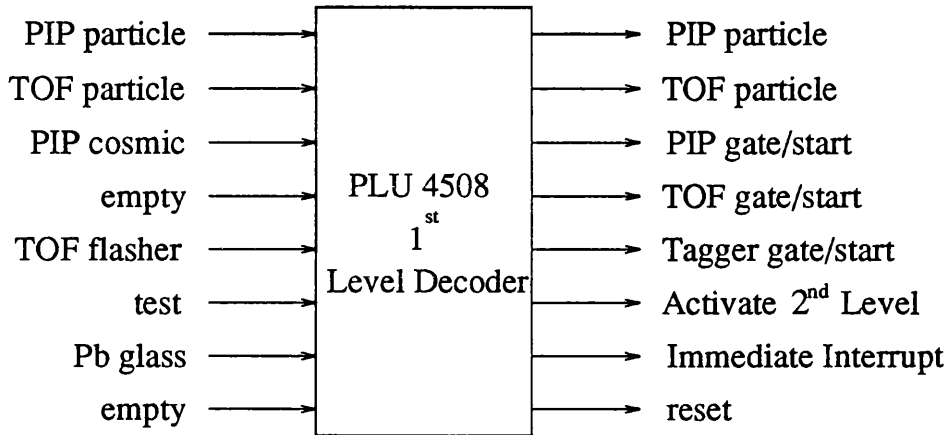 PIP particle
TOF particle
PIP cosmic
empty
TOF flasher
test
Pb glass
empty
PLU 4508
1st
Level Decoder
PIP particle
TOF particle
PIP gate/start
TOF gate/start
Tagger gate/start
Activate 2nd Level
Immediate Interrupt
reset